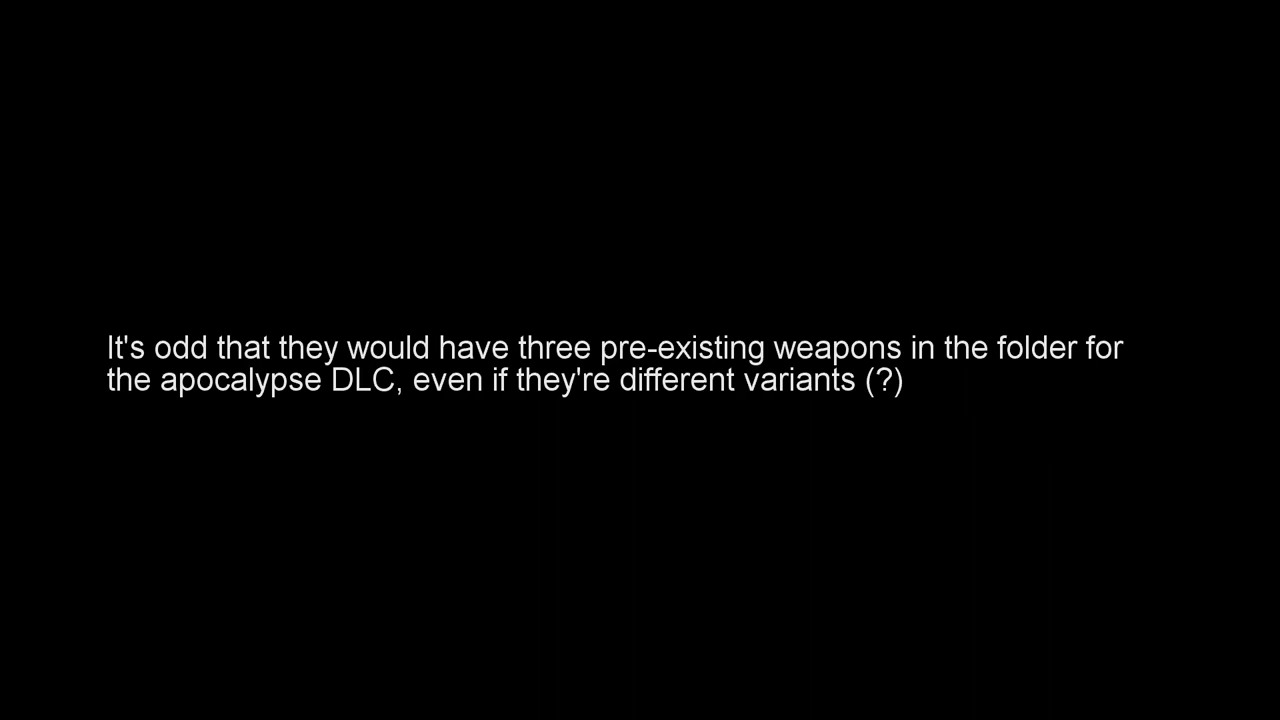 It's odd that they would have three pre-existing weapons in the folder for
the apocalypse DLC, even if they're different variants (?)